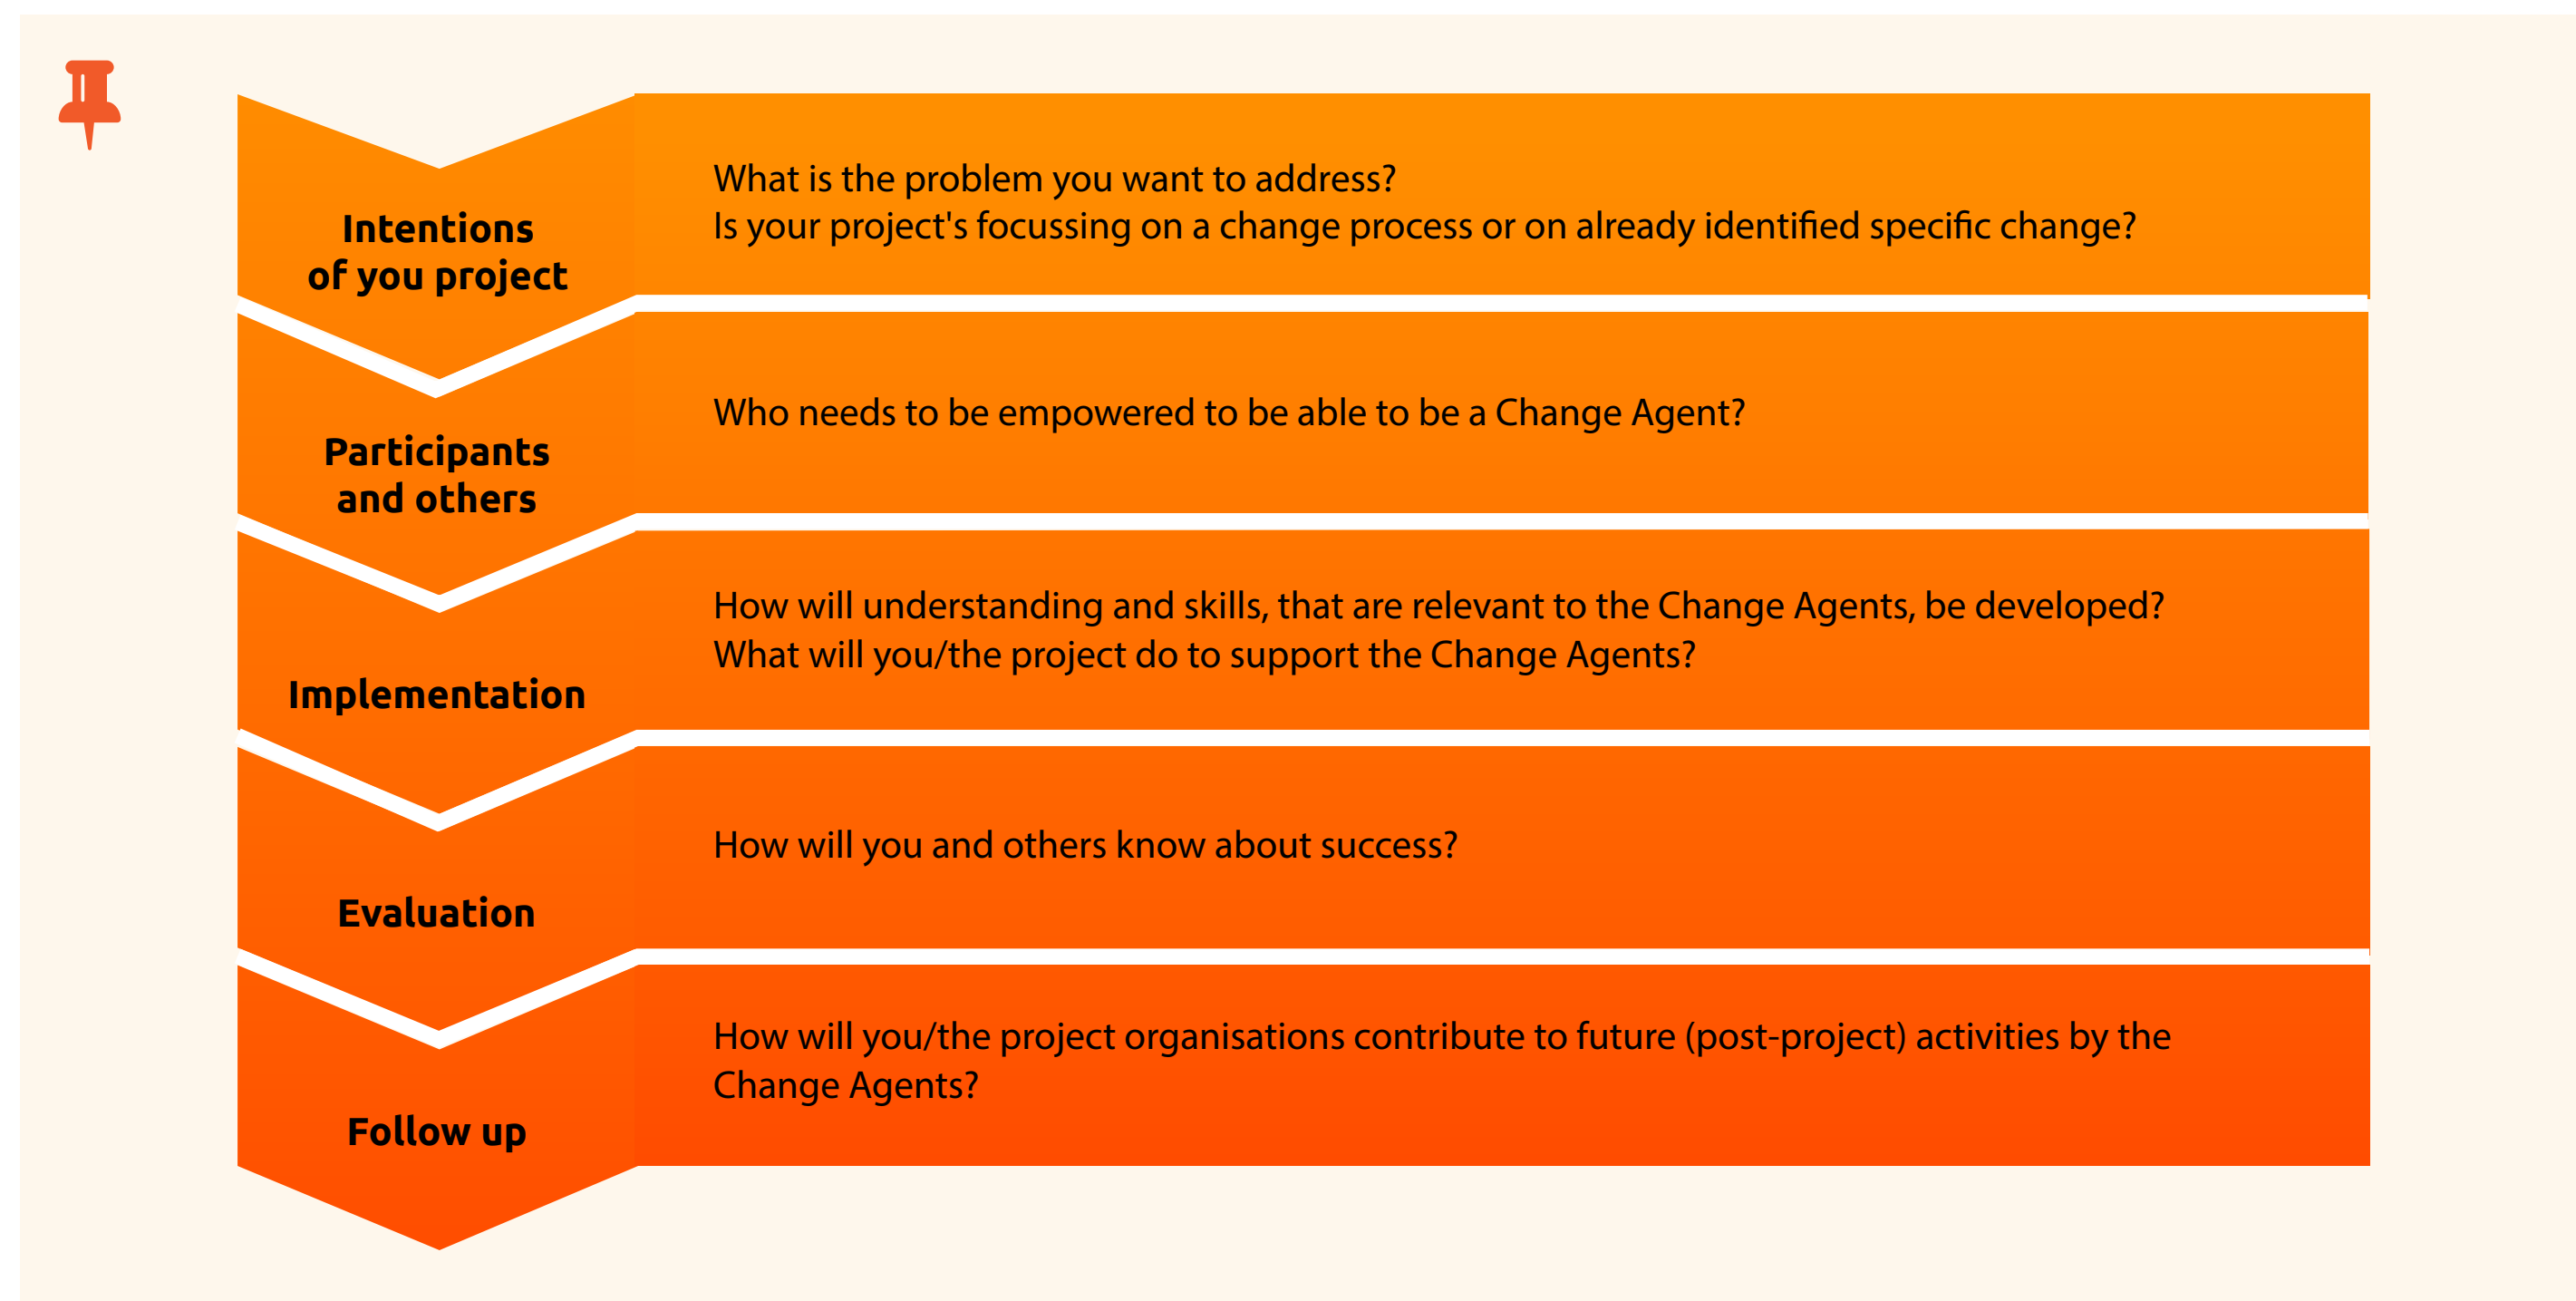 Intentions
of you project
What is the problem you want to address?
Is your project's focussing on a change process or on already identified specific change?
Participants
and others
Who needs to be empowered to be able to be a Change Agent?
Implementation
How will understanding and skills, that are relevant to the Change Agents, be developed?
What will you/the project do to support the Change Agents?
Evaluation
How will you and others know about success?
Follow up
How will you/the project organisations contribute to future (post-project) activities by the
Change Agents?